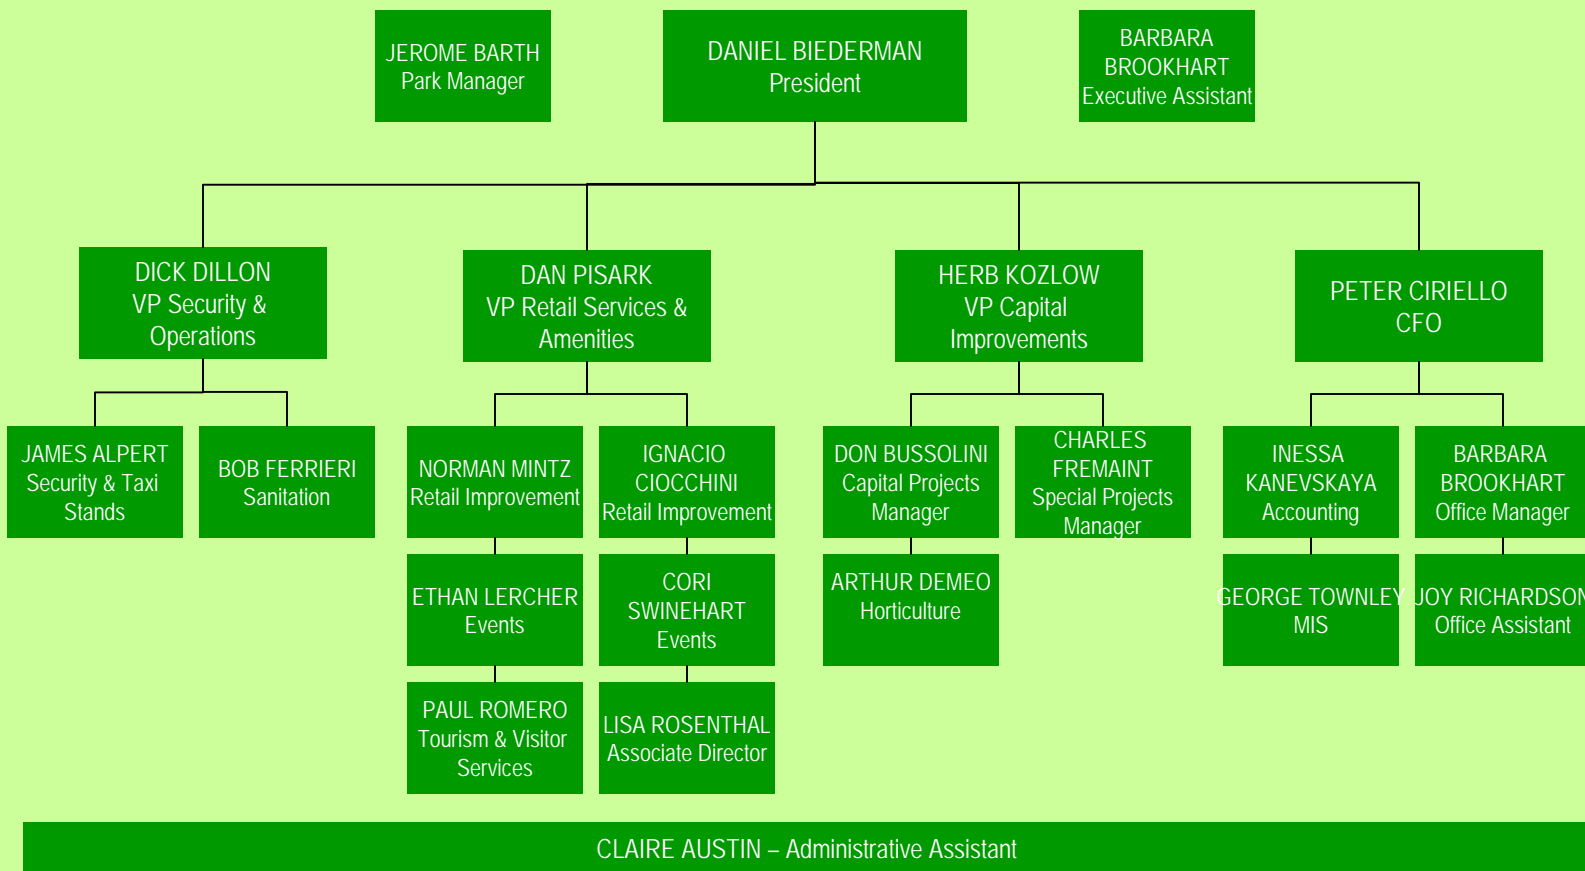 JEROME BARTH
Park Manager
DANIEL BIEDERMAN
President
BARBARA
BROOKHART
Executive Assistant
DICK DILLON
VP Security &
Operations
DAN PISARK
VP Retail Services &
Amenities
HERB KOZLOW
VP Capital
Improvements
PETER CIRIELLO
CFO
JAMES ALPERT
Security & Taxi
Stands
BOB FERRIERI
Sanitation
NORMAN MINTZ
Retail Improvement
IGNACIO
CIOCCHINI
Retail Improvement
DON BUSSOLINI
Capital Projects
Manager
CHARLES
FREMAINT
Special Projects
Manager
INESSA
KANEVSKAYA
Accounting
BARBARA
BROOKHART
Office Manager
ETHAN LERCHER
Events
CORI
SWINEHART
Events
ARTHUR DEMEO
Horticulture
GEORGE TOWNLEY
MIS
JOY RICHARDSON
Office Assistant
PAUL ROMERO
Tourism & Visitor
Services
LISA ROSENTHAL
Associate Director
CLAIRE AUSTIN – Administrative Assistant